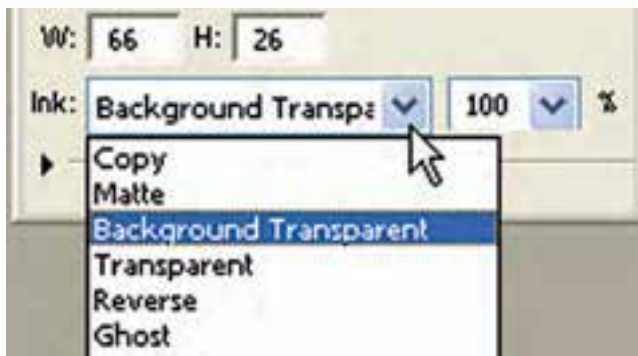 W: 66 H: 26
Ink: Background Transpa 100 %
Copy
Matte
Background Transparent
Transparent
Reverse
Ghost